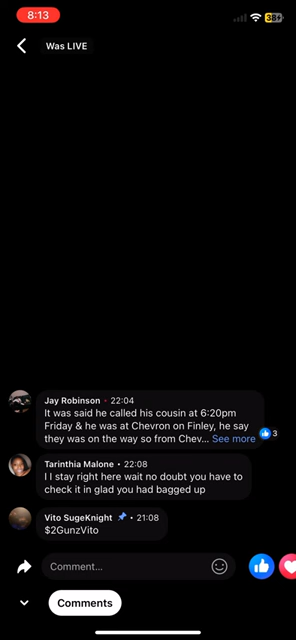 8:13
38
Was LIVE
Jay Robinson • 22:04
It was said he called his cousin at 6:20pm
Friday & he was at Chevron on Finley, he say
they was on the way so from Chev... See more
3
Tarinthia Malone • 22:08
I I stay right here wait no doubt you have to
check it in glad you had bagged up
Vito SugeKnight • 21:08
$2GunzVito
Comment...
Comments